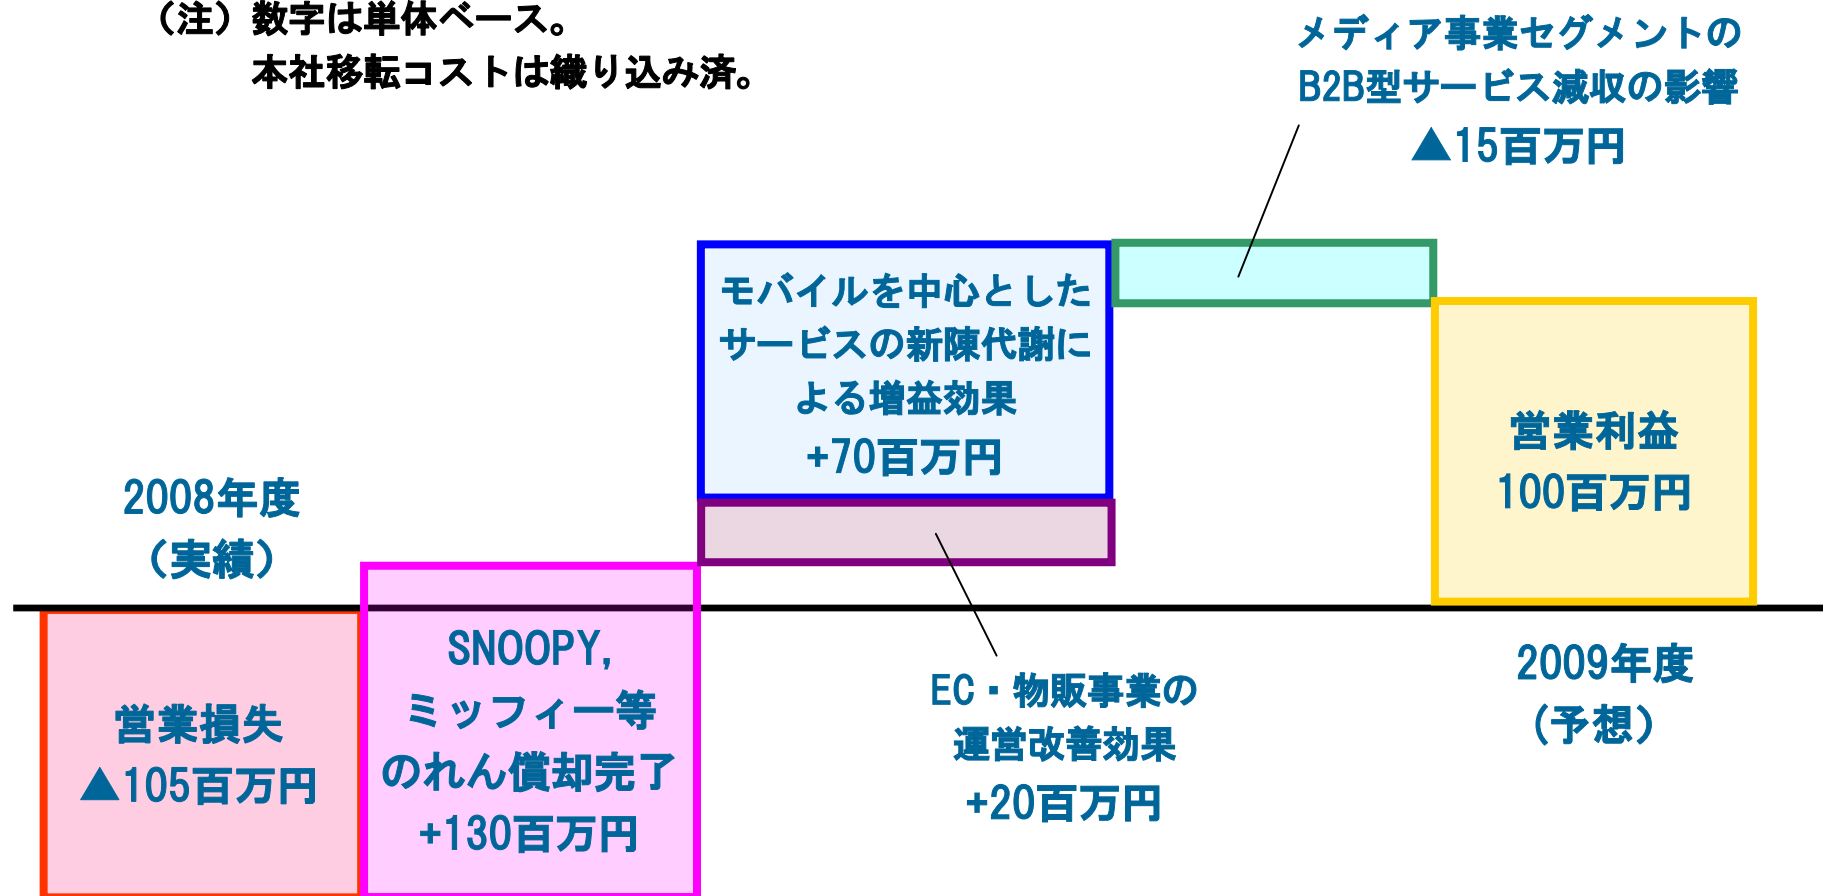 （注）数字は単体ベース。
本社移転コストは織り込み済。
メディア事業セグメントの
B2B型サービス減収の影響
▲15百万円
モバイルを中心とした
サービスの新陳代謝に
よる増益効果
+70百万円
営業利益
100百万円
2008年度
（実績）
営業損失
▲105百万円
SNOOPY,
ミッフィー等
のれん償却完了
+130百万円
EC・物販事業の
運営改善効果
+20百万円
2009年度
(予想）